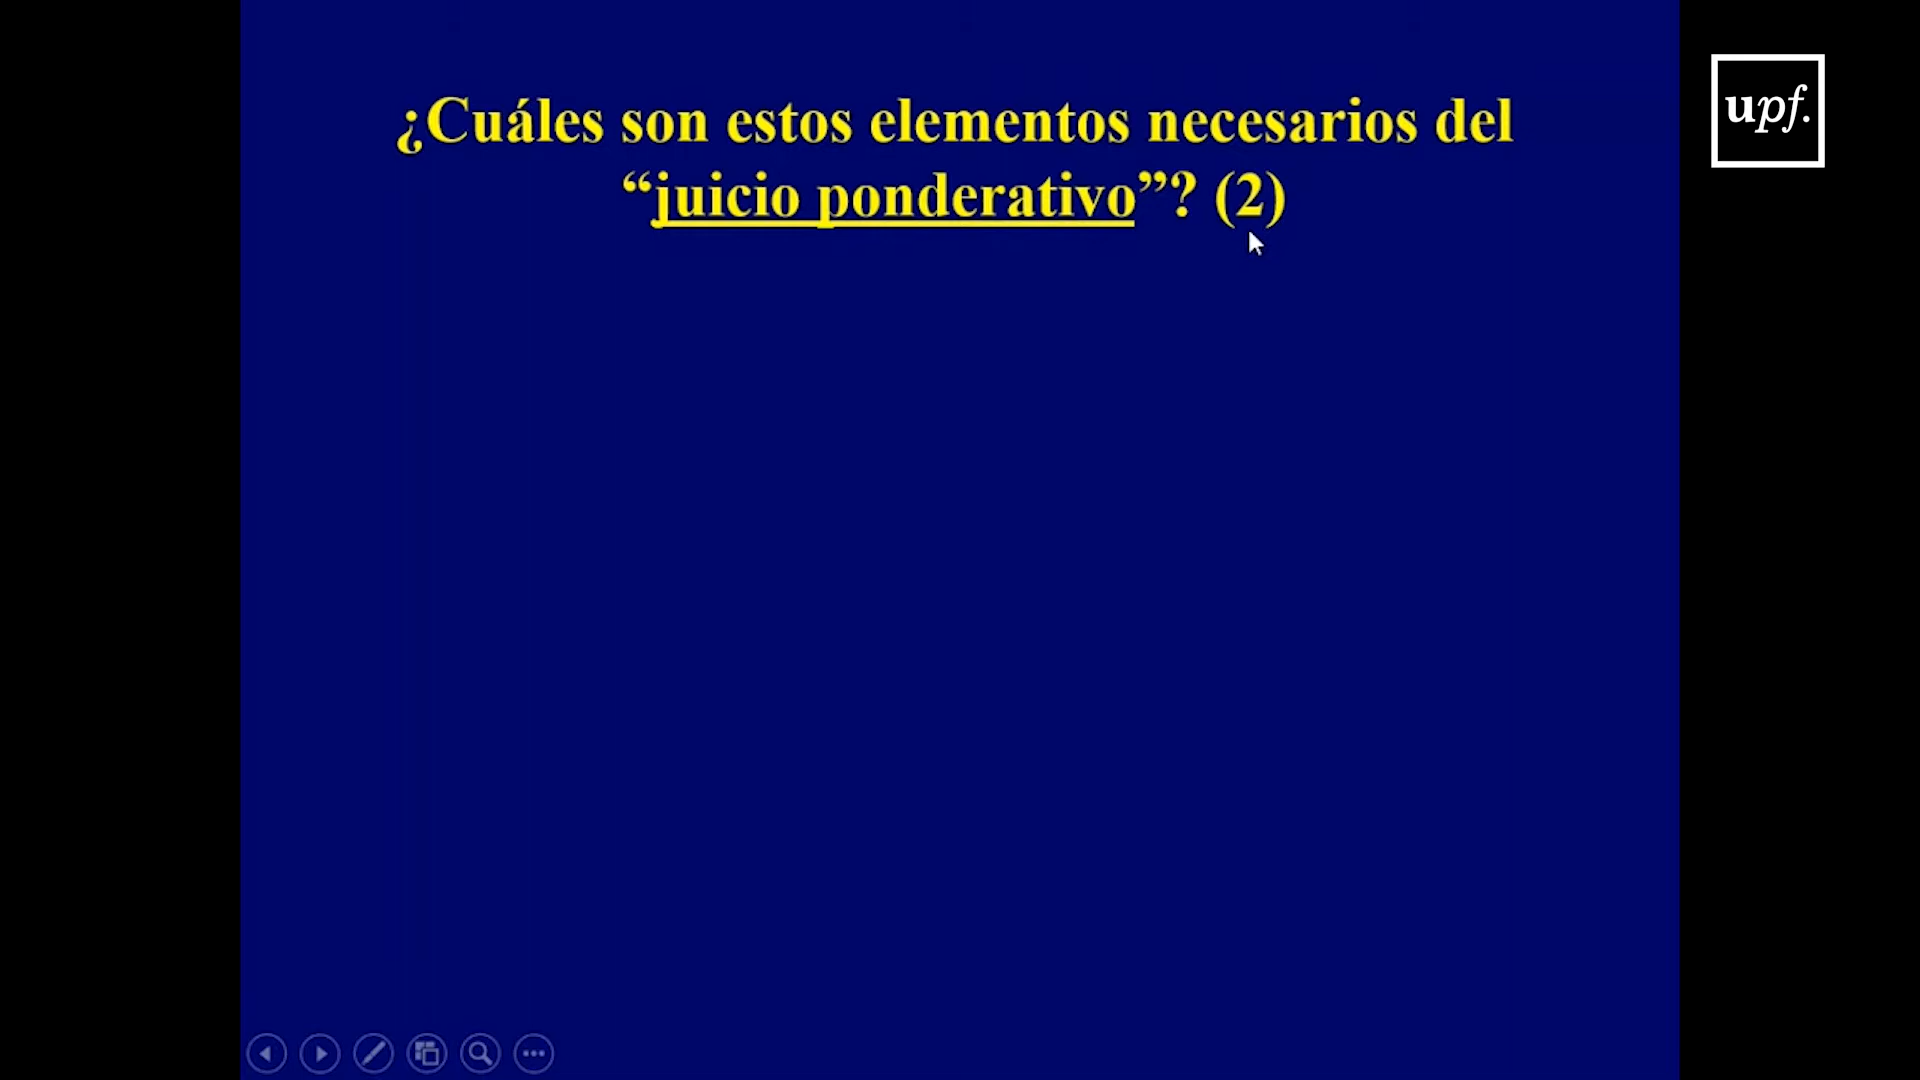 ¿Cuáles son estos elementos necesarios del
“juicio ponderativo”? (2)
upf.